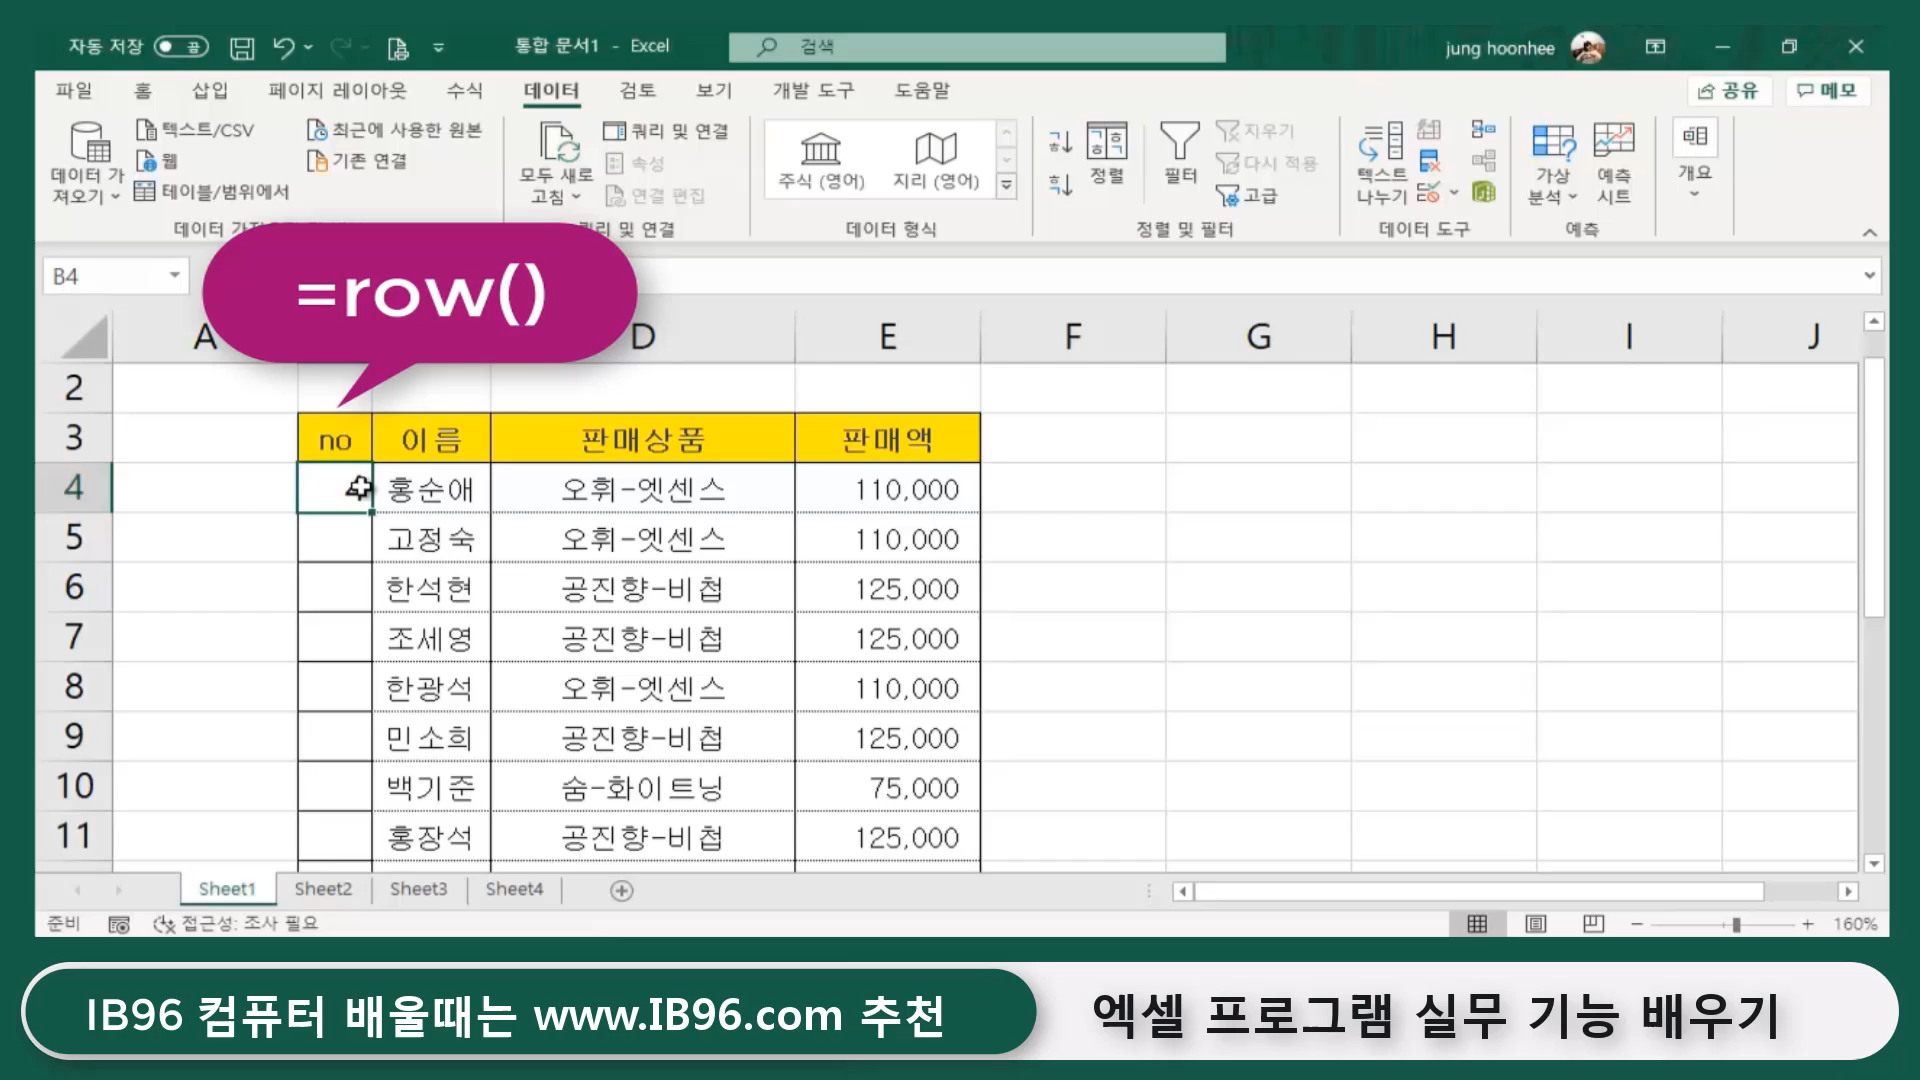 자동 저장 끔 통합 문서1 - Excel 검색 jung hoonhee
파일 홈 삽입 페이지 레이아웃 수식 데이터 검토 보기 개발 도구 도움말 공유 메모
데이터 가
져오기
텍스트/CSV
웹
테이블/범위에서
최근에 사용한 원본
기존 연결
모두 새로
고침
쿼리 및 연결
속성
연결 편집
주식 (영어) 지리 (영어)
정렬
필터
지우기
다시 적용
고급
텍스트
나누기
가상
분석
예측
시트
개요
데이터 리 및 연결 데이터 형식 정렬 및 필터 데이터 도구 예측
B4
=row()
A D E F G H I J
2
3 no 이름 판매상품 판매액
4 홍순애 오휘-엣센스 110,000
5 고정숙 오휘-엣센스 110,000
6 한석현 공진향-비첩 125,000
7 조세영 공진향-비첩 125,000
8 한광석 오휘-엣센스 110,000
9 민소희 공진향-비첩 125,000
10 백기준 숨-화이트닝 75,000
11 홍장석 공진향-비첩 125,000
Sheet1 Sheet2 Sheet3 Sheet4
준비 접근성: 조사 필요 160%
IB96 컴퓨터 배울때는 www.IB96.com 추천 엑셀 프로그램 실무 기능 배우기